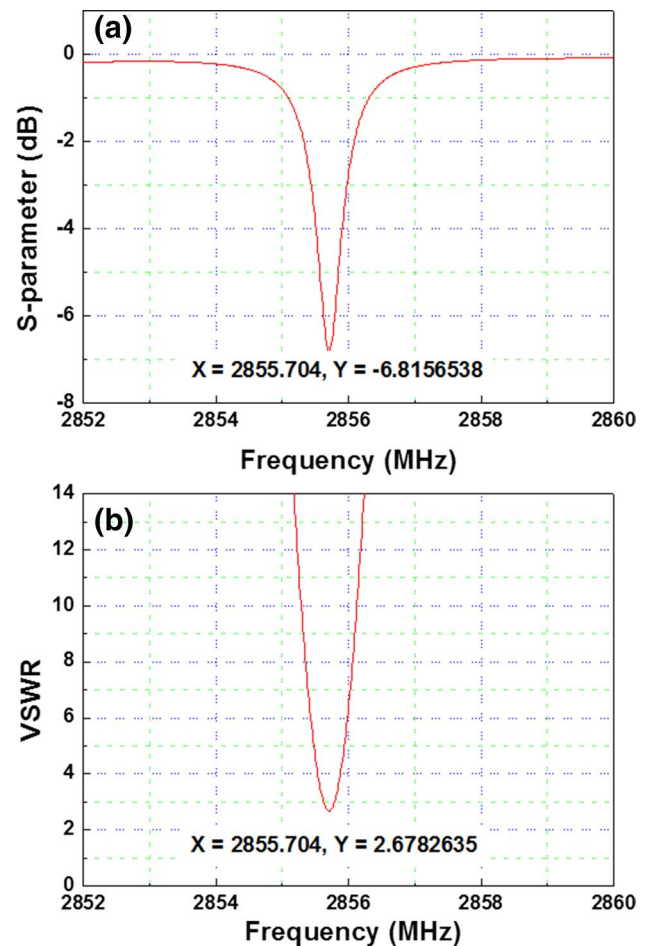 (a)
S-parameter (dB)
0
-2
-4
-6
-8
X = 2855.704, Y = -6.8156538
2852 2854 2856 2858 2860
Frequency (MHz)
(b)
VSWR
14
12
10
8
6
4
2
0
X = 2855.704, Y = 2.6782635
2852 2854 2856 2858 2860
Frequency (MHz)